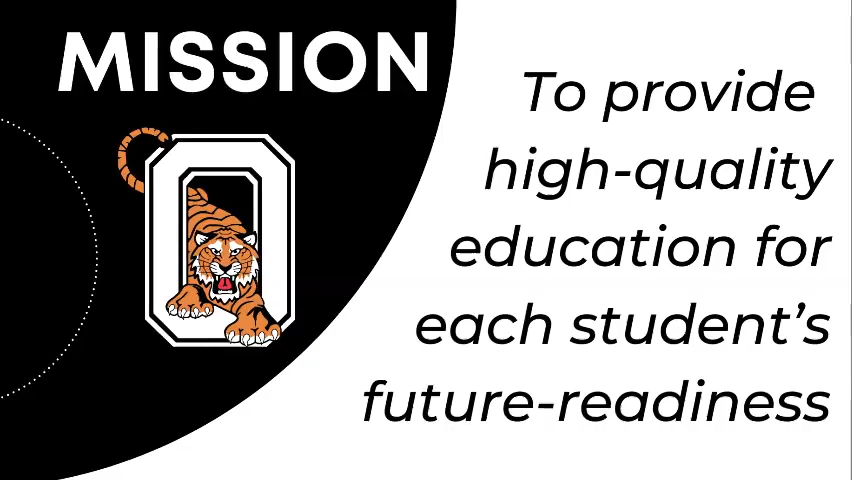 MISSION
O
To provide
high-quality
education for
each student’s
future-readiness